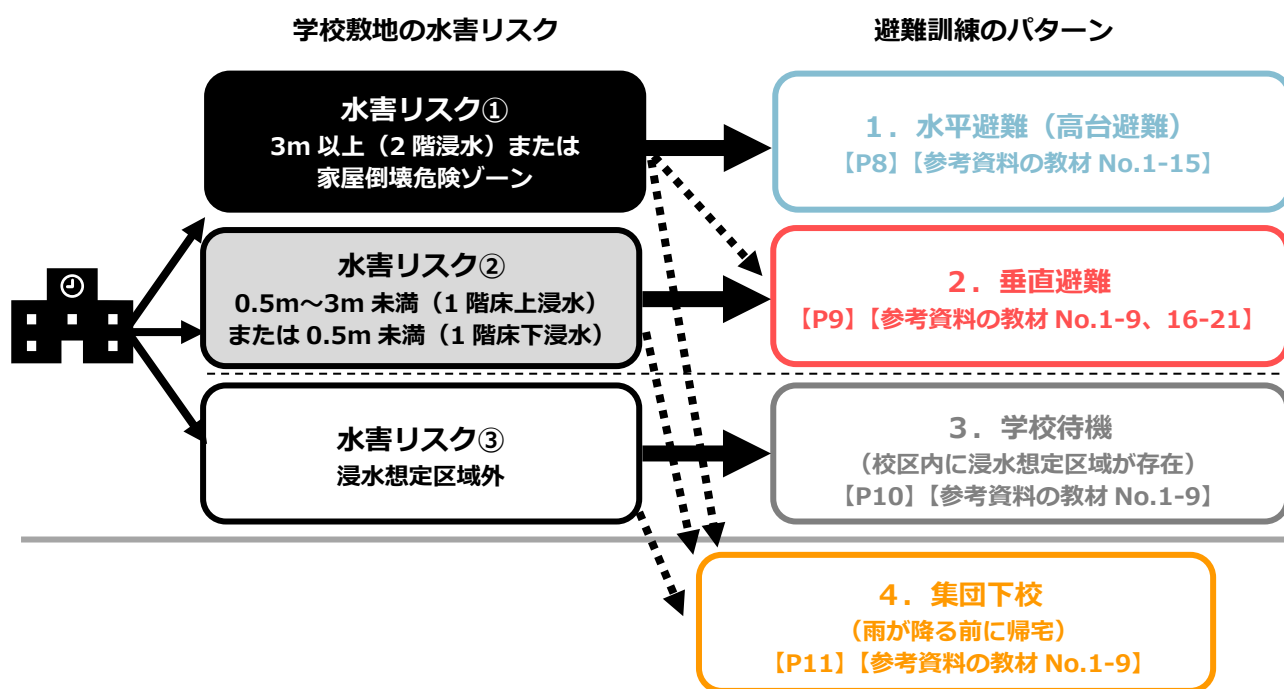 学校敷地の水害リスク
避難訓練のパターン
水害リスク①
3m 以上（2 階浸水）または
家屋倒壊危険ゾーン
1．水平避難（高台避難）
【P8】【参考資料の教材 No.1-15】
水害リスク②
0.5m～3m 未満（1 階床上浸水）
または 0.5m 未満（1 階床下浸水）
2．垂直避難
【P9】【参考資料の教材 No.1-9、16-21】
水害リスク③
浸水想定区域外
3．学校待機
（校区内に浸水想定区域が存在）
【P10】【参考資料の教材 No.1-9】
4．集団下校
（雨が降る前に帰宅）
【P11】【参考資料の教材 No.1-9】